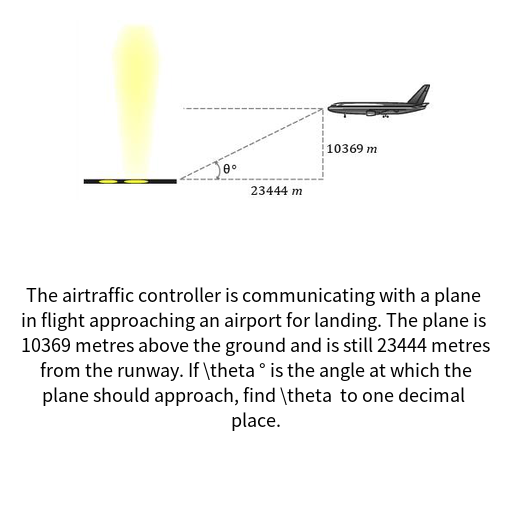 10369 m
θ°
23444 m
The airtraffic controller is communicating with a plane
in flight approaching an airport for landing. The plane is
10369 metres above the ground and is still 23444 metres
from the runway. If \theta ° is the angle at which the
plane should approach, find \theta  to one decimal
place.